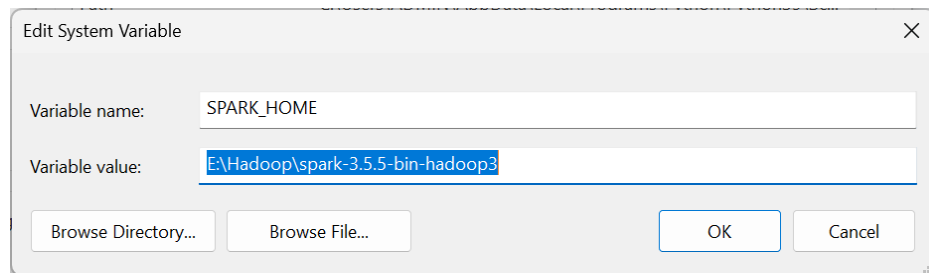 Edit System Variable
Variable name:
SPARK_HOME
Variable value:
E:\Hadoop\spark-3.5.5-bin-hadoop3
Browse Directory...
Browse File...
OK
Cancel